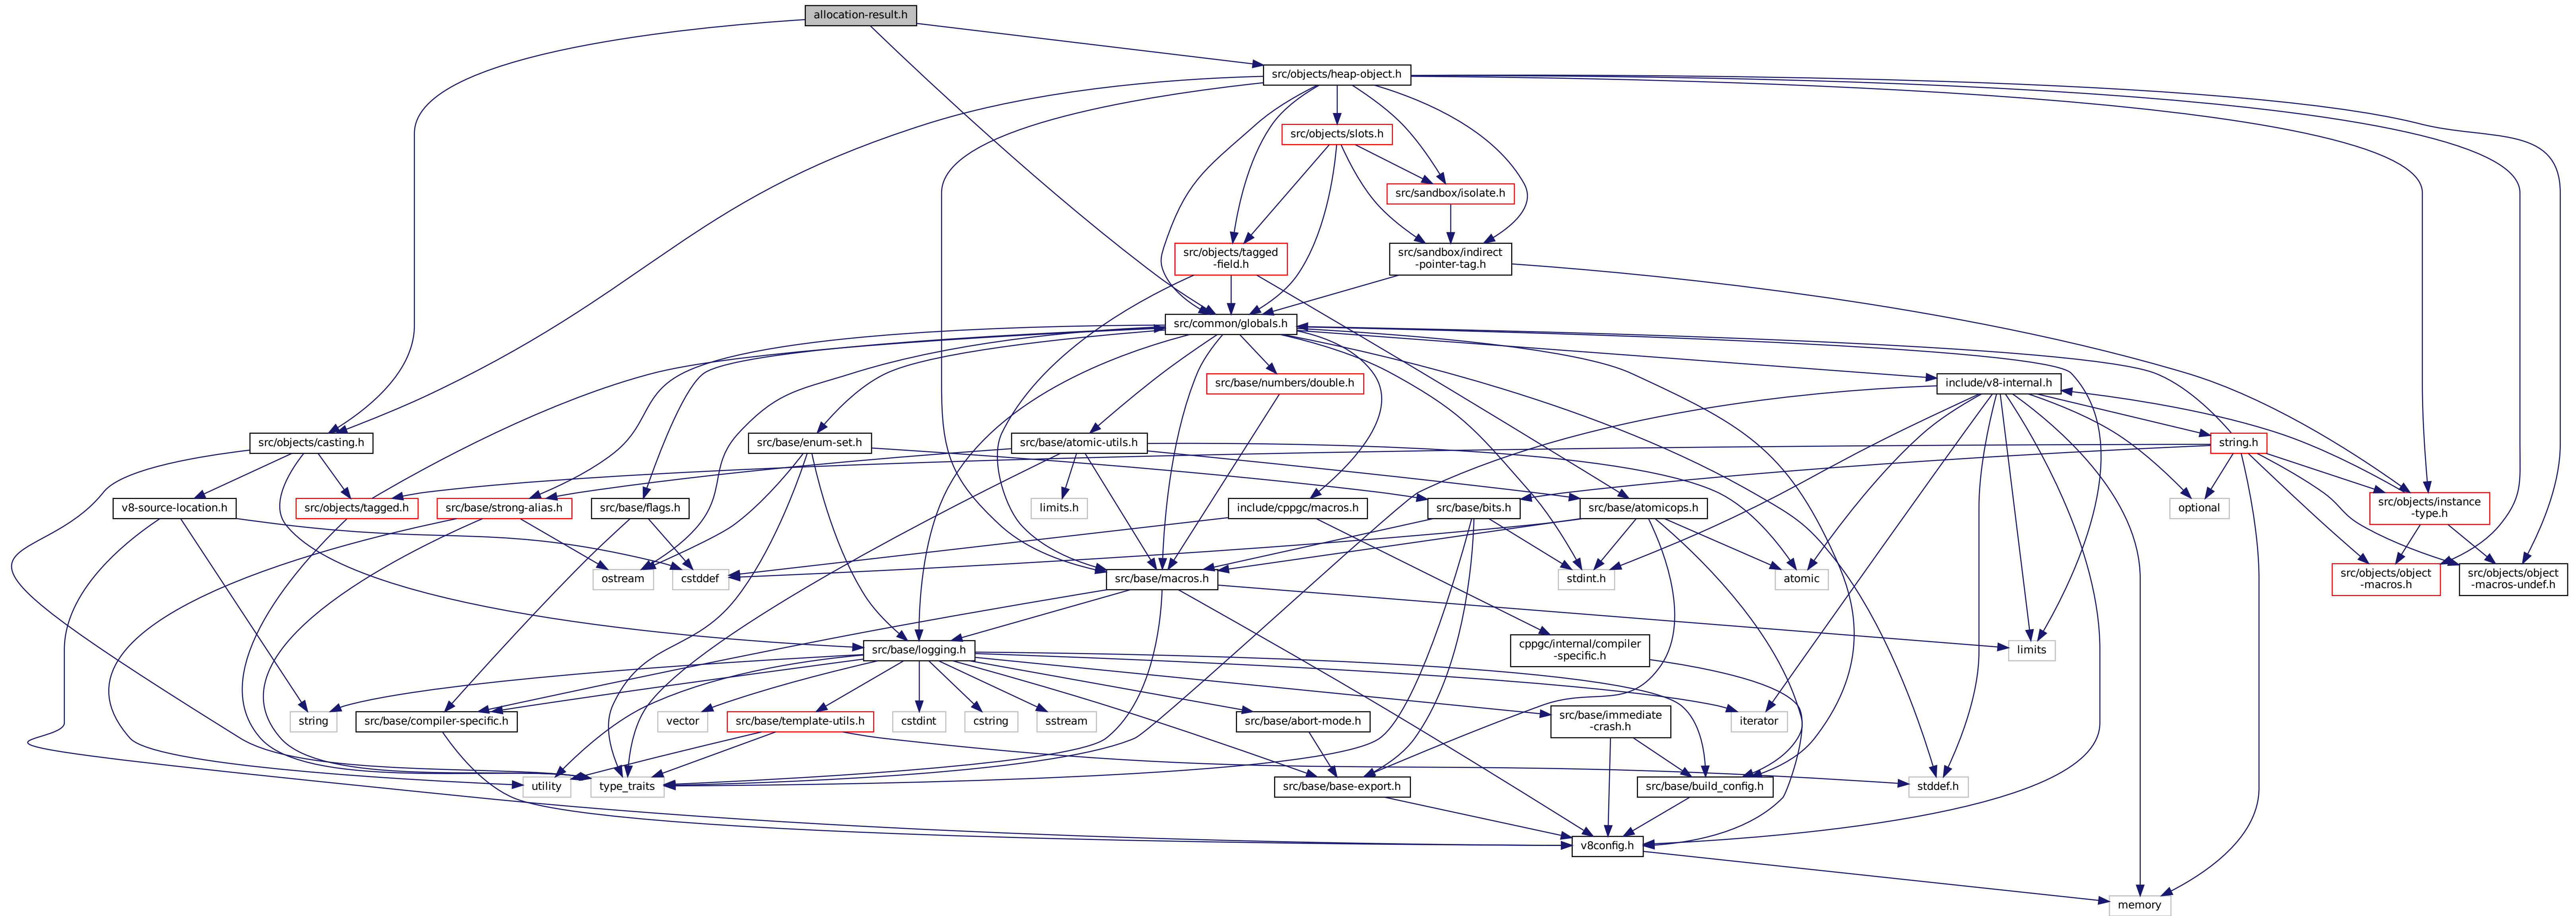 allocation-result.h
src/objects/heap-object.h
src/objects/slots.h
src/sandbox/isolate.h
src/objects/tagged
-field.h
src/sandbox/indirect
-pointer-tag.h
src/common/globals.h
src/base/numbers/double.h
include/v8-internal.h
src/objects/casting.h
src/base/enum-set.h
src/base/atomic-utils.h
string.h
v8-source-location.h
src/objects/tagged.h
src/base/strong-alias.h
src/base/flags.h
limits.h
include/cppgc/macros.h
src/base/bits.h
src/base/atomicops.h
optional
src/objects/instance
-type.h
ostream
cstddef
src/base/macros.h
stdint.h
atomic
src/objects/object
-macros.h
src/objects/object
-macros-undef.h
src/base/logging.h
cppgc/internal/compiler
-specific.h
limits
string
src/base/compiler-specific.h
vector
src/base/template-utils.h
cstdint
cstring
sstream
src/base/abort-mode.h
src/base/immediate
-crash.h
iterator
utility
type_traits
src/base/base-export.h
src/base/build_config.h
stddef.h
v8config.h
memory